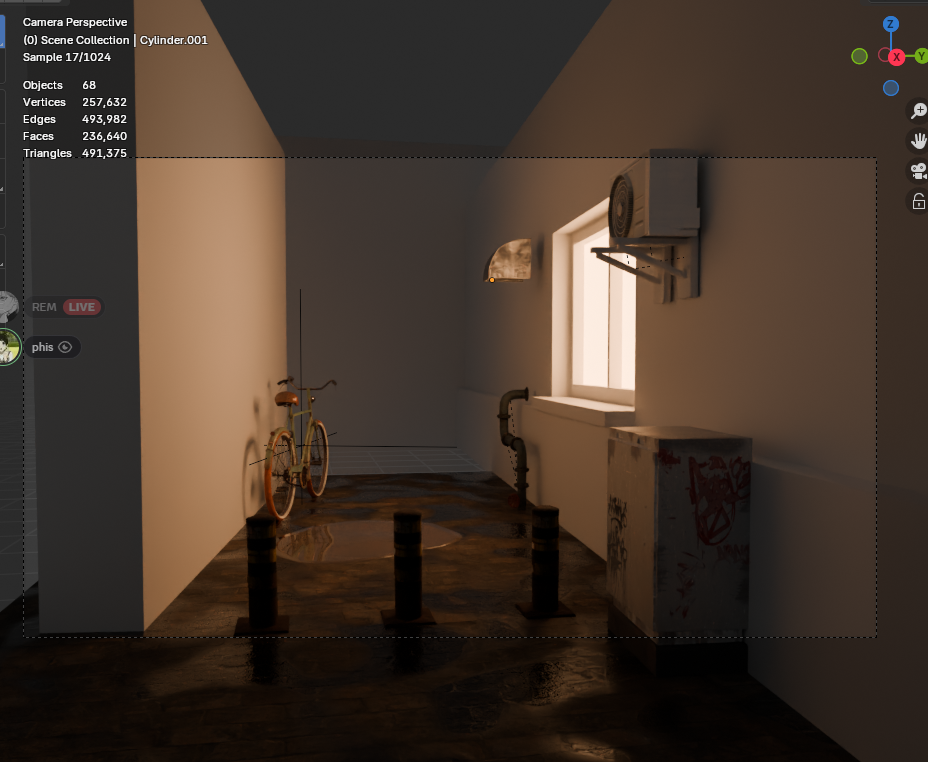 Camera Perspective
(0) Scene Collection | Cylinder.001
Sample 17/1024
Objects 68
Vertices 257,632
Edges 493,982
Faces 236,640
Triangles 491,375
Z
X
Y
REM LIVE
phis